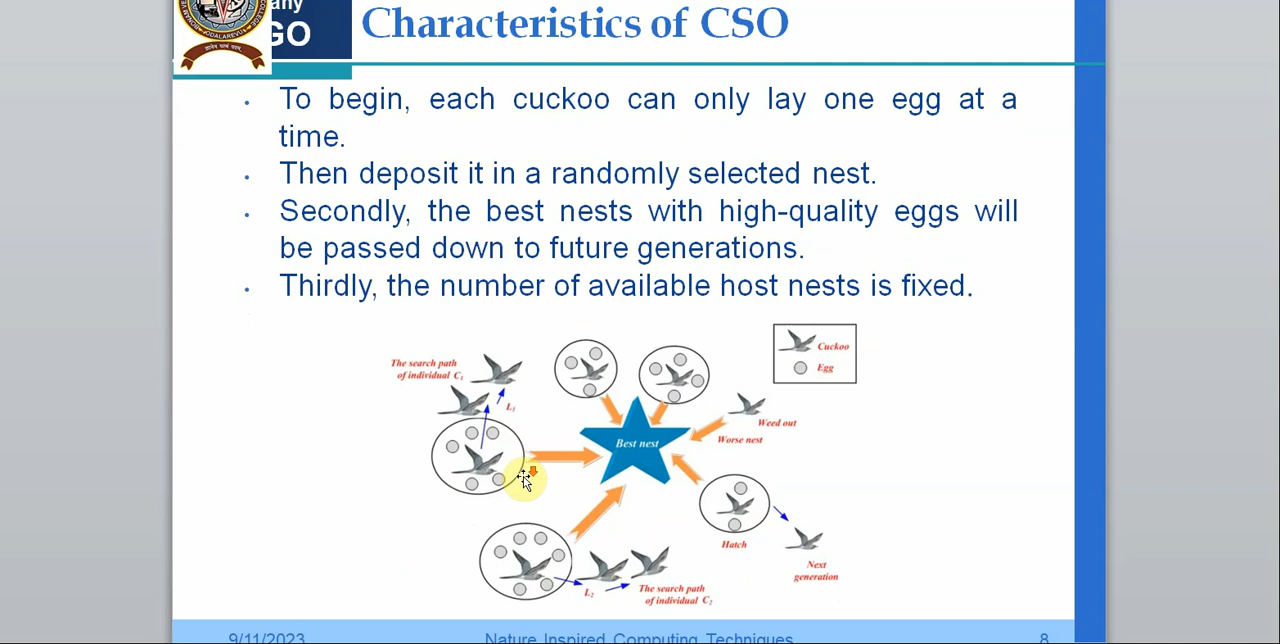 any
GO
Characteristics of CSO
• To begin, each cuckoo can only lay one egg at a
time.
• Then deposit it in a randomly selected nest.
• Secondly, the best nests with high-quality eggs will
be passed down to future generations.
• Thirdly, the number of available host nests is fixed.
The search path
of individual C₁
L₁
Cuckoo
Egg
Weed out
Worse nest
Best nest
Hatch
Next
generation
L₂
The search path
of individual C₂
9/11/2023 Nature Inspired Computing Techniques 8